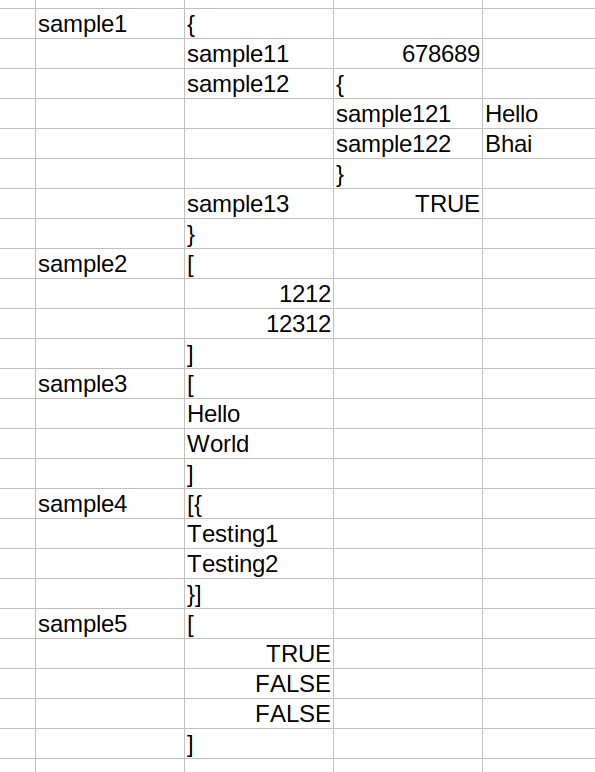 sample1 {
sample11 678689
sample12 {
sample121 Hello
sample122 Bhai
}
sample13 TRUE
}
sample2 [
1212
12312
]
sample3 [
Hello
World
]
sample4 [{
Testing1
Testing2
}]
sample5 [
TRUE
FALSE
FALSE
]